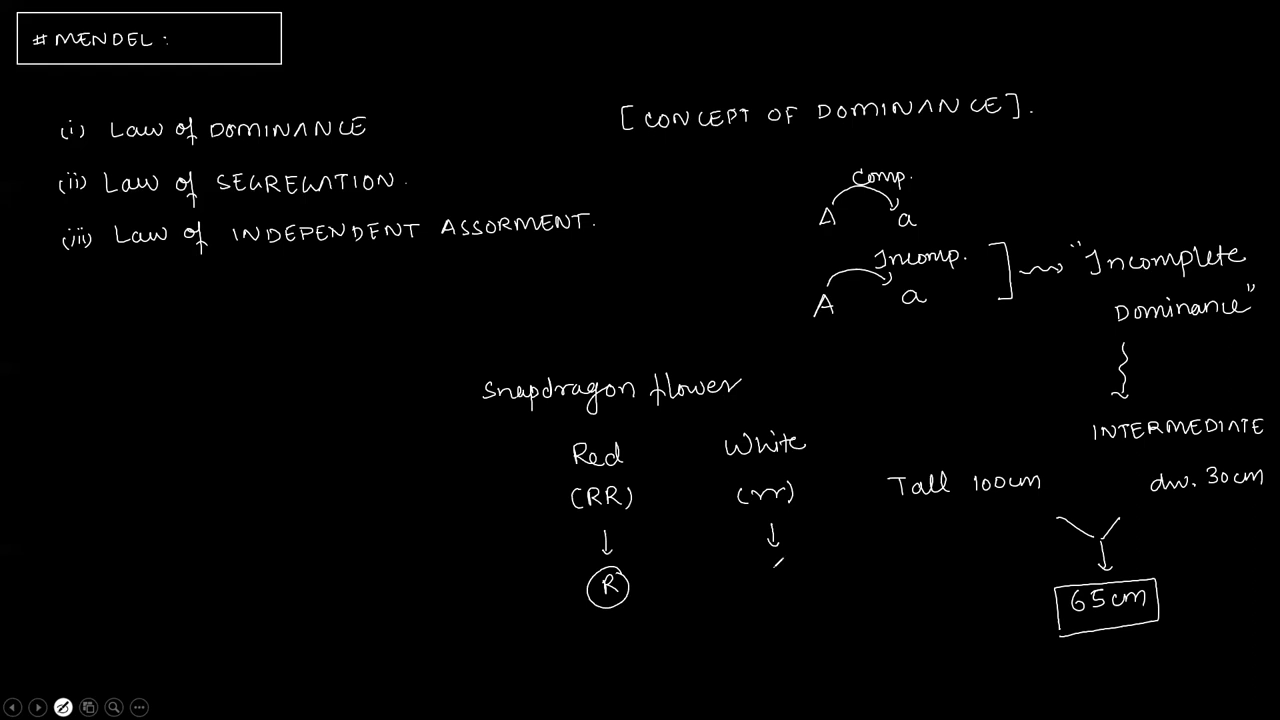 # MENDEL :
(i) Law of DOMINANCE
(ii) Law of SEGREGATION.
(iii) Law of INDEPENDENT ASSORMENT.
[CONCEPT OF DOMINANCE].
Comp.
A a
Incomp.
A a
"Incomplete
Dominance"
INTERMEDIATE
Snapdragon flower
Red White
(RR) (rr)
R
Tall 100cm dw. 30cm
65cm